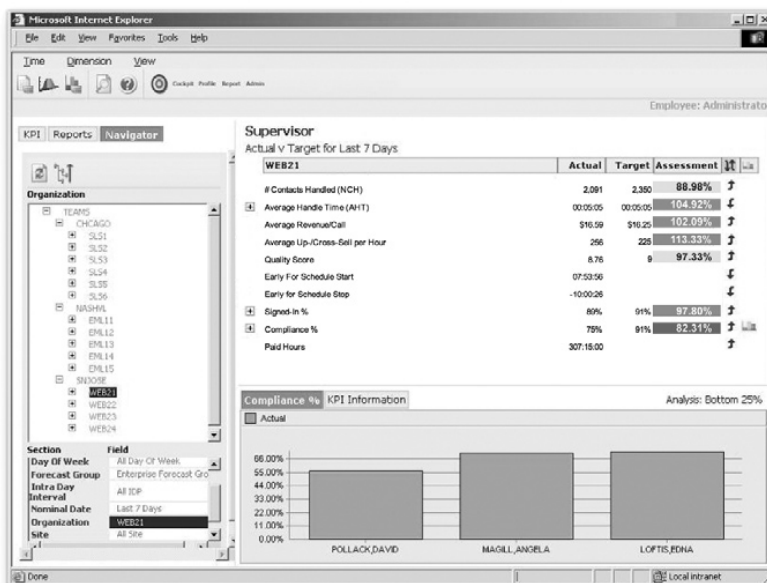 Microsoft Internet Explorer
File Edit View Favorites Tools Help
Time Dimension View
Cockpit Profile Report Admin
Employee: Administrato
KPI Reports Navigator
Organization
TEAMS
CHICAGO
SLS1
SLS2
SLS3
SLS4
SLS5
SLS6
NASHVL
EML11
EML12
EML13
EML14
EML15
SNJOSE
WEB21
WEB22
WEB23
WEB24
Section Field
Day Of Week All Day Of Week
Forecast Group Enterprise Forecast Gro
Intra Day Interval All IDP
Nominal Date Last 7 Days
Organization WEB21
Site All Site
Supervisor
Actual v Target for Last 7 Days
WEB21 Actual Target Assessment
# Contacts Handled (NCH) 2,091 2,350 88.98%
Average Handle Time (AHT) 00:05:05 00:05:05 104.92%
Average Revenue/Call $16.59 $16.25 102.09%
Average Up-/Cross-Sell per Hour 256 225 113.33%
Quality Score 8.76 9 97.33%
Early For Schedule Start 07:53:56
Early for Schedule Stop -10:00:26
Signed-In % 89% 91% 97.80%
Compliance % 75% 91% 82.31%
Paid Hours 307:15:00
Compliance % KPI Information Analysis: Bottom 25%
Actual
66.00%
55.00%
44.00%
33.00%
22.00%
11.00%
0.00%
POLLACK,DAVID MAGILL,ANGELA LOFTIS,EDNA
Done Local intranet